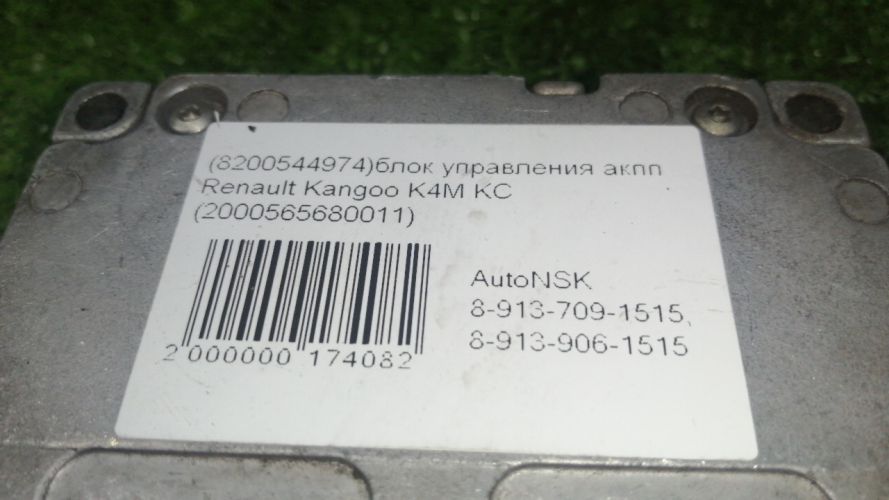 (8200544974)блок управления акпп
Renault Kangoo K4M KC
(2000565680011)
AutoNSK
8-913-709-1515,
8-913-906-1515
2 000000 174082